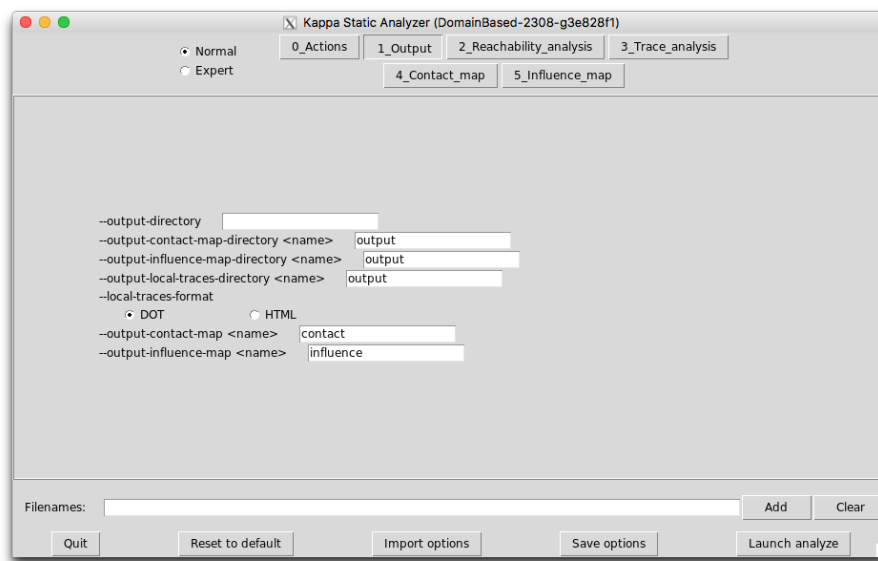 Kappa Static Analyzer (DomainBased-2308-g3e828f1)
Normal 0_Actions 1_Output 2_Reachability_analysis 3_Trace_analysis
Expert 4_Contact_map 5_Influence_map
--output-directory
--output-contact-map-directory <name> output
--output-influence-map-directory <name> output
--output-local-traces-directory <name> output
--local-traces-format
DOT HTML
--output-contact-map <name> contact
--output-influence-map <name> influence
Filenames: Add Clear
Quit Reset to default Import options Save options Launch analyze